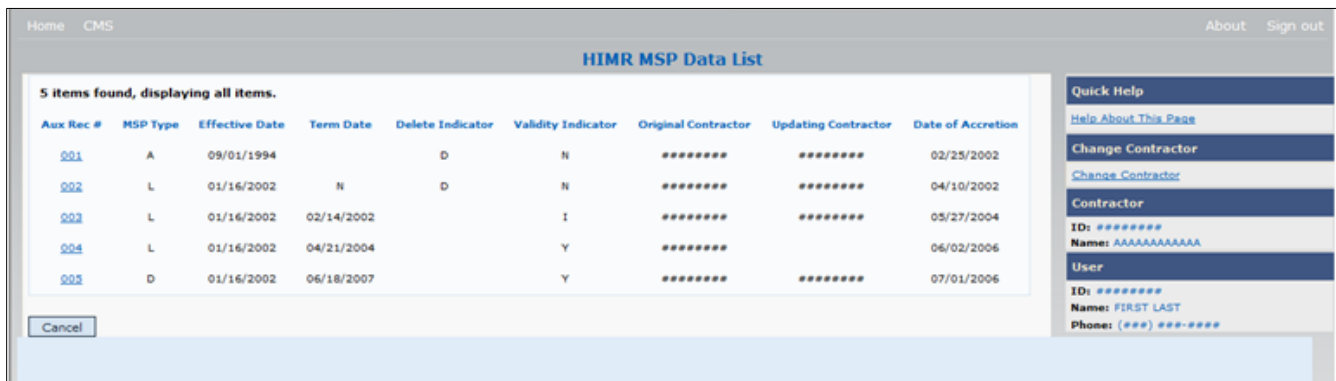 Home CMS About Sign out
HIMR MSP Data List
5 items found, displaying all items.
Aux Rec # MSP Type Effective Date Term Date Delete Indicator Validity Indicator Original Contractor Updating Contractor Date of Accretion
001 A 09/01/1994 D N ######## ######## 02/25/2002
002 L 01/16/2002 N D N ######## ######## 04/10/2002
003 L 01/16/2002 02/14/2002 I ######## ######## 05/27/2004
004 L 01/16/2002 04/21/2004 Y ######## 06/02/2006
005 D 01/16/2002 06/18/2007 Y ######## ######## 07/01/2006
Cancel
Quick Help
Help About This Page
Change Contractor
Change Contractor
Contractor
ID: ########
Name: AAAAAAAAAAAA
User
ID: ########
Name: FIRST LAST
Phone: (###) ###-####